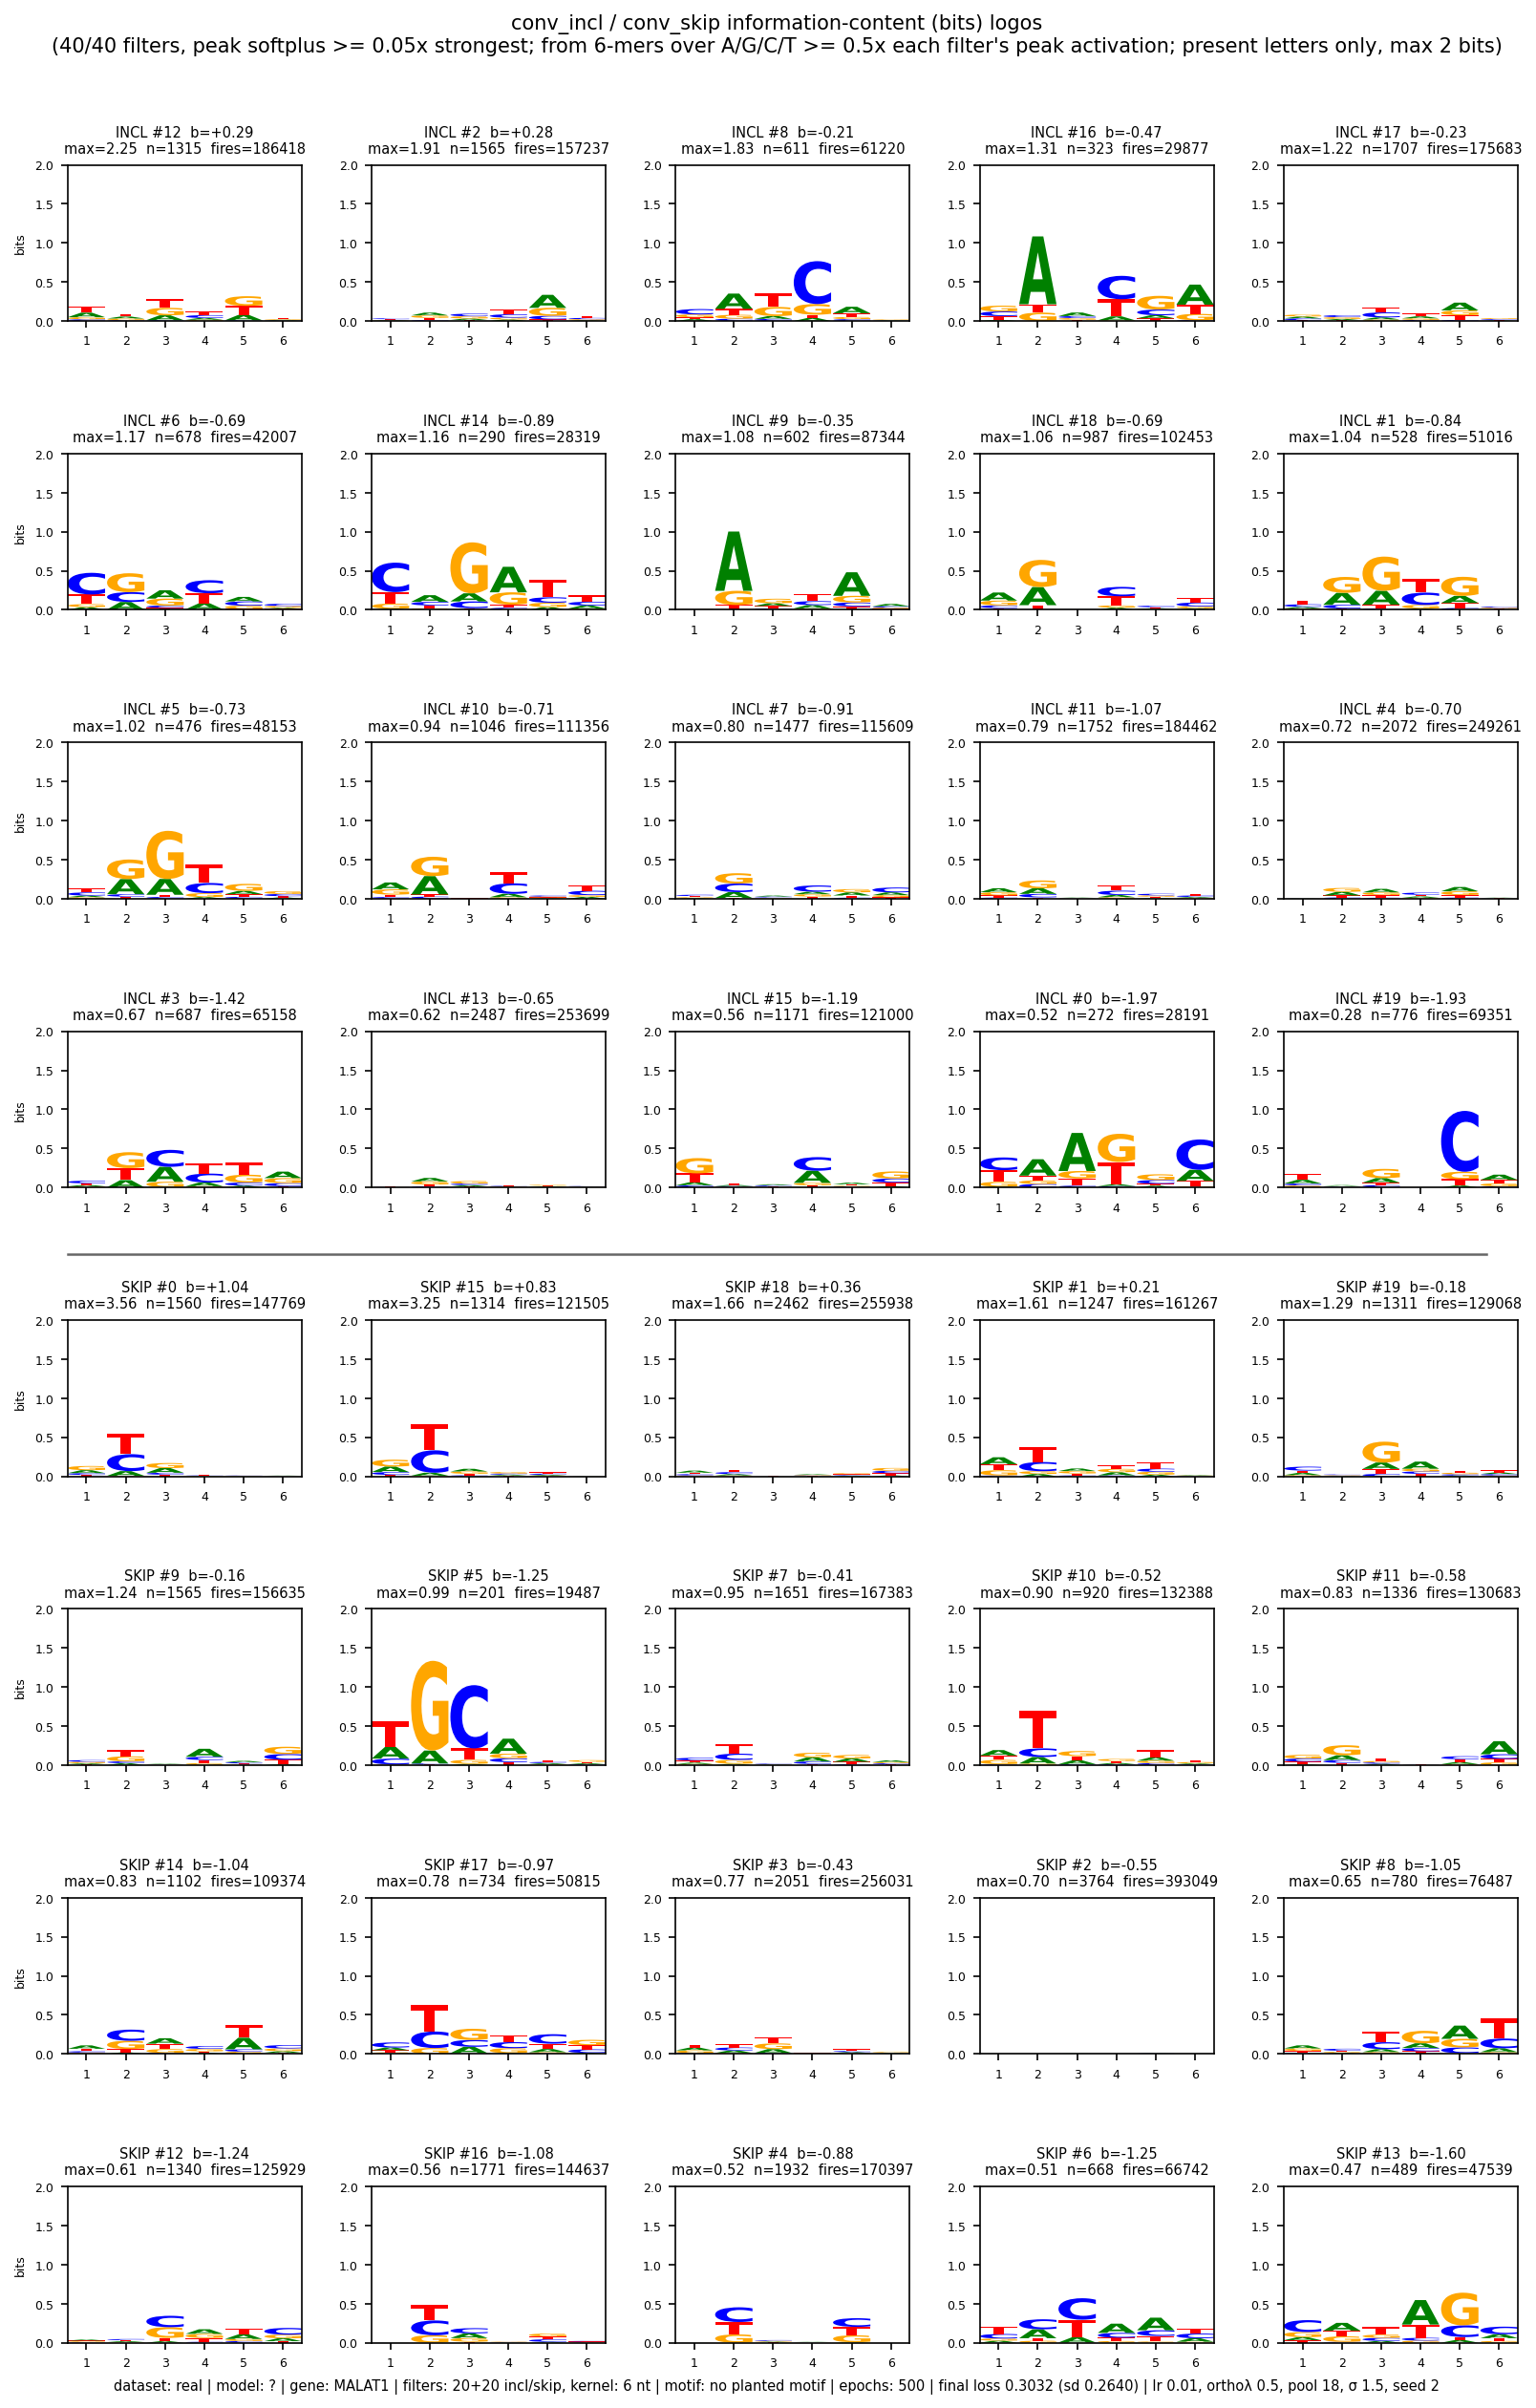 conv_incl / conv_skip information-content (bits) logos
(40/40 filters, peak softplus >= 0.05x strongest; from 6-mers over A/G/C/T >= 0.5x each filter's peak activation; present letters only, max 2 bits)
INCL #12 b=+0.29
max=2.25 n=1315 fires=186418
INCL #2 b=+0.28
max=1.91 n=1565 fires=157237
INCL #8 b=-0.21
max=1.83 n=611 fires=61220
INCL #16 b=-0.47
max=1.31 n=323 fires=29877
INCL #17 b=-0.23
max=1.22 n=1707 fires=175683
INCL #6 b=-0.69
max=1.17 n=678 fires=42007
INCL #14 b=-0.89
max=1.16 n=290 fires=28319
INCL #9 b=-0.35
max=1.08 n=602 fires=87344
INCL #18 b=-0.69
max=1.06 n=987 fires=102453
INCL #1 b=-0.84
max=1.04 n=528 fires=51016
INCL #5 b=-0.73
max=1.02 n=476 fires=48153
INCL #10 b=-0.71
max=0.94 n=1046 fires=111356
INCL #7 b=-0.91
max=0.80 n=1477 fires=115609
INCL #11 b=-1.07
max=0.79 n=1752 fires=184462
INCL #4 b=-0.70
max=0.72 n=2072 fires=249261
INCL #3 b=-1.42
max=0.67 n=687 fires=65158
INCL #13 b=-0.65
max=0.62 n=2487 fires=253699
INCL #15 b=-1.19
max=0.56 n=1171 fires=121000
INCL #0 b=-1.97
max=0.52 n=272 fires=28191
INCL #19 b=-1.93
max=0.28 n=776 fires=69351
SKIP #0 b=+1.04
max=3.56 n=1560 fires=147769
SKIP #15 b=+0.83
max=3.25 n=1314 fires=121505
SKIP #18 b=+0.36
max=1.66 n=2462 fires=255938
SKIP #1 b=+0.21
max=1.61 n=1247 fires=161267
SKIP #19 b=-0.18
max=1.29 n=1311 fires=129068
SKIP #9 b=-0.16
max=1.24 n=1565 fires=156635
SKIP #5 b=-1.25
max=0.99 n=201 fires=19487
SKIP #7 b=-0.41
max=0.95 n=1651 fires=167383
SKIP #10 b=-0.52
max=0.90 n=920 fires=132388
SKIP #11 b=-0.58
max=0.83 n=1336 fires=130683
SKIP #14 b=-1.04
max=0.83 n=1102 fires=109374
SKIP #17 b=-0.97
max=0.78 n=734 fires=50815
SKIP #3 b=-0.43
max=0.77 n=2051 fires=256031
SKIP #2 b=-0.55
max=0.70 n=3764 fires=393049
SKIP #8 b=-1.05
max=0.65 n=780 fires=76487
SKIP #12 b=-1.24
max=0.61 n=1340 fires=125929
SKIP #16 b=-1.08
max=0.56 n=1771 fires=144637
SKIP #4 b=-0.88
max=0.52 n=1932 fires=170397
SKIP #6 b=-1.25
max=0.51 n=668 fires=66742
SKIP #13 b=-1.60
max=0.47 n=489 fires=47539
bits
0.0 0.5 1.0 1.5 2.0
1 2 3 4 5 6
dataset: real | model: ? | gene: MALAT1 | filters: 20+20 incl/skip, kernel: 6 nt | motif: no planted motif | epochs: 500 | final loss 0.3032 (sd 0.2640) | lr 0.01, orthoλ 0.5, pool 18, σ 1.5, seed 2